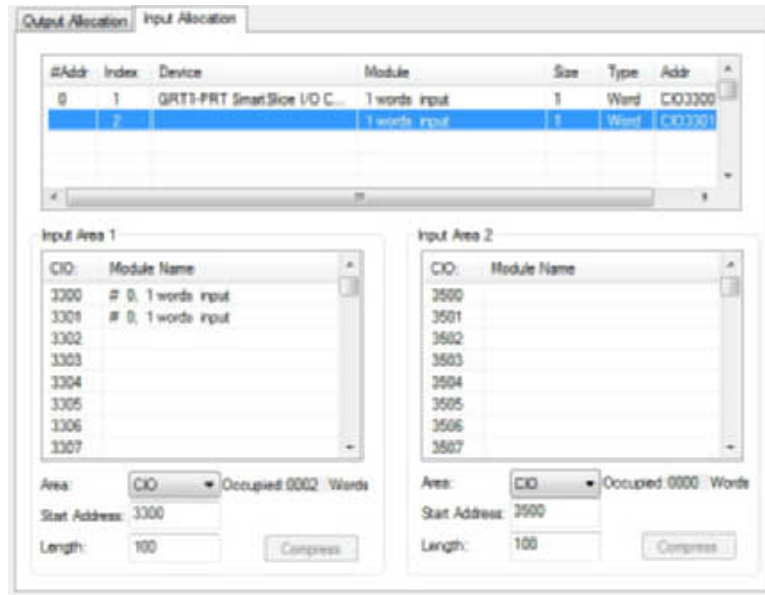 Output Allocation Input Allocation
#Addr Index Device Module Size Type Addr
0 1 GRT1-PRT SmartSlice I/O C... 1 words input 1 Word CIO3300
2 1 words input 1 Word CIO3301
Input Area 1
CIO: Module Name
3300 # 0, 1 words input
3301 # 0, 1 words input
3302
3303
3304
3305
3306
3307
Area: CIO Occupied:0002 Words
Start Address: 3300
Length: 100 Compress
Input Area 2
CIO: Module Name
3500
3501
3502
3503
3504
3505
3506
3507
Area: CIO Occupied:0000 Words
Start Address: 3500
Length: 100 Compress